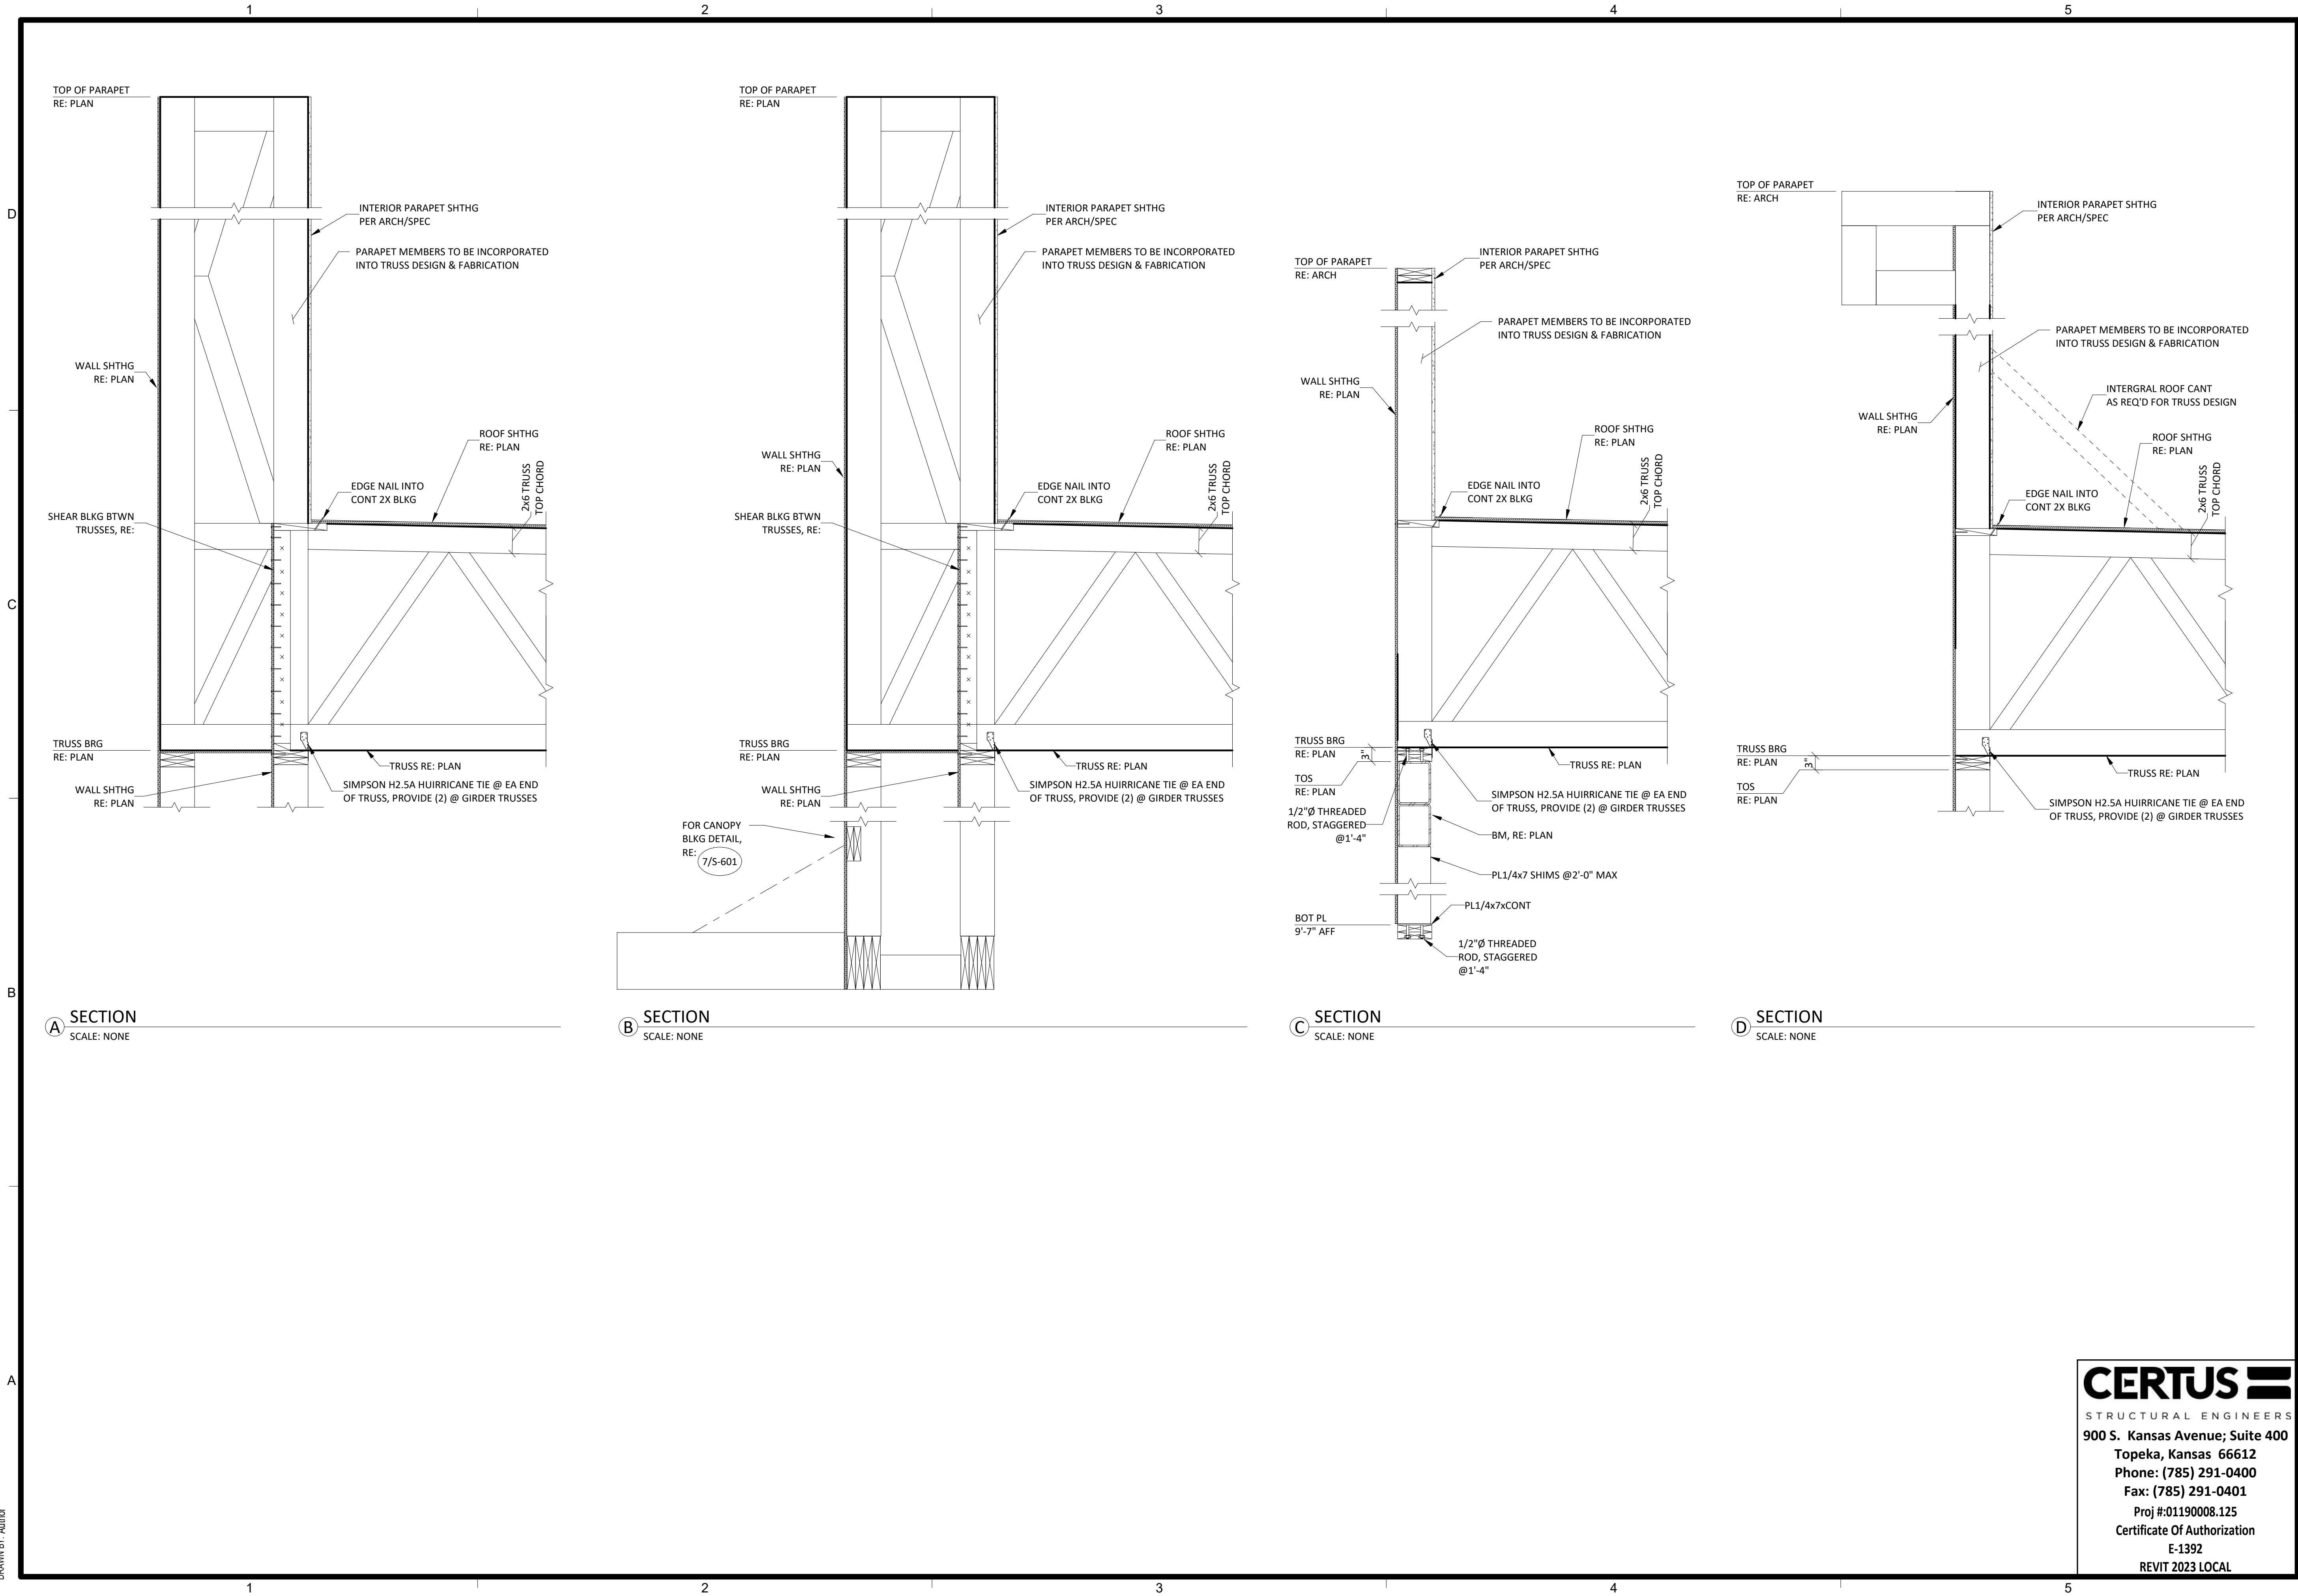 1
2
3
4
5
D
C
B
A
TOP OF PARAPET
RE: PLAN
INTERIOR PARAPET SHTHG
PER ARCH/SPEC
PARAPET MEMBERS TO BE INCORPORATED
INTO TRUSS DESIGN & FABRICATION
WALL SHTHG
RE: PLAN
ROOF SHTHG
RE: PLAN
2x6 TRUSS
TOP CHORD
EDGE NAIL INTO
CONT 2X BLKG
SHEAR BLKG BTWN
TRUSSES, RE:
TRUSS BRG
RE: PLAN
TRUSS RE: PLAN
WALL SHTHG
RE: PLAN
SIMPSON H2.5A HUIRRICANE TIE @ EA END
OF TRUSS, PROVIDE (2) @ GIRDER TRUSSES
A SECTION
SCALE: NONE
TOP OF PARAPET
RE: PLAN
INTERIOR PARAPET SHTHG
PER ARCH/SPEC
PARAPET MEMBERS TO BE INCORPORATED
INTO TRUSS DESIGN & FABRICATION
WALL SHTHG
RE: PLAN
ROOF SHTHG
RE: PLAN
2x6 TRUSS
TOP CHORD
EDGE NAIL INTO
CONT 2X BLKG
SHEAR BLKG BTWN
TRUSSES, RE:
TRUSS BRG
RE: PLAN
TRUSS RE: PLAN
WALL SHTHG
RE: PLAN
SIMPSON H2.5A HUIRRICANE TIE @ EA END
OF TRUSS, PROVIDE (2) @ GIRDER TRUSSES
FOR CANOPY
BLKG DETAIL,
RE: 7/S-601
B SECTION
SCALE: NONE
TOP OF PARAPET
RE: ARCH
INTERIOR PARAPET SHTHG
PER ARCH/SPEC
PARAPET MEMBERS TO BE INCORPORATED
INTO TRUSS DESIGN & FABRICATION
WALL SHTHG
RE: PLAN
ROOF SHTHG
RE: PLAN
2x6 TRUSS
TOP CHORD
EDGE NAIL INTO
CONT 2X BLKG
TRUSS BRG
RE: PLAN
3"
TOS
RE: PLAN
TRUSS RE: PLAN
SIMPSON H2.5A HUIRRICANE TIE @ EA END
OF TRUSS, PROVIDE (2) @ GIRDER TRUSSES
1/2"Ø THREADED
ROD, STAGGERED
@1'-4"
BM, RE: PLAN
PL1/4x7 SHIMS @2'-0" MAX
PL1/4x7xCONT
BOT PL
9'-7" AFF
1/2"Ø THREADED
ROD, STAGGERED
@1'-4"
C SECTION
SCALE: NONE
TOP OF PARAPET
RE: ARCH
INTERIOR PARAPET SHTHG
PER ARCH/SPEC
PARAPET MEMBERS TO BE INCORPORATED
INTO TRUSS DESIGN & FABRICATION
INTERGRAL ROOF CANT
AS REQ'D FOR TRUSS DESIGN
WALL SHTHG
RE: PLAN
ROOF SHTHG
RE: PLAN
2x6 TRUSS
TOP CHORD
EDGE NAIL INTO
CONT 2X BLKG
TRUSS BRG
RE: PLAN
3"
TOS
RE: PLAN
TRUSS RE: PLAN
SIMPSON H2.5A HUIRRICANE TIE @ EA END
OF TRUSS, PROVIDE (2) @ GIRDER TRUSSES
D SECTION
SCALE: NONE
CERTUS
STRUCTURAL ENGINEERS
900 S. Kansas Avenue; Suite 400
Topeka, Kansas 66612
Phone: (785) 291-0400
Fax: (785) 291-0401
Proj #:01190008.125
Certificate Of Authorization
E-1392
REVIT 2023 LOCAL
1
2
3
4
5